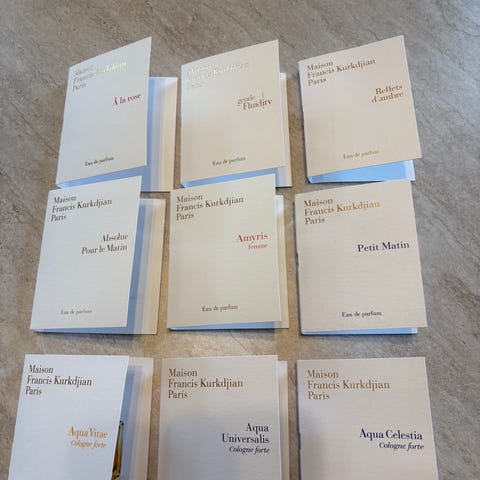 Maison
Francis Kurkdjian
Paris
À la rose
Eau de parfum
Maison
Francis Kurkdjian
Paris
gentle
Fluidity
Eau de parfum
Maison
Francis Kurkdjian
Paris
Reflets
d'ambre
Eau de parfum
Maison
Francis Kurkdjian
Paris
Absolue
Pour le Matin
Eau de parfum
Maison
Francis Kurkdjian
Paris
Amyris
femme
Eau de parfum
Maison
Francis Kurkdjian
Paris
Petit Matin
Eau de parfum
Maison
Francis Kurkdjian
Paris
Aqua Vitae
Cologne forte
Maison
Francis Kurkdjian
Paris
Aqua
Universalis
Cologne forte
Maison
Francis Kurkdjian
Paris
Aqua Celestia
Cologne forte